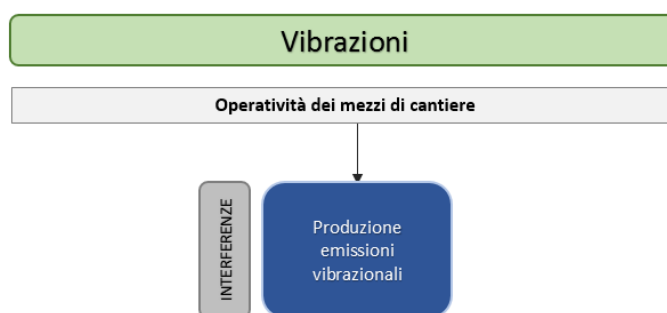 Vibrazioni
Operatività dei mezzi di cantiere
INTERFERENZE
Produzione
emissioni
vibrazionali